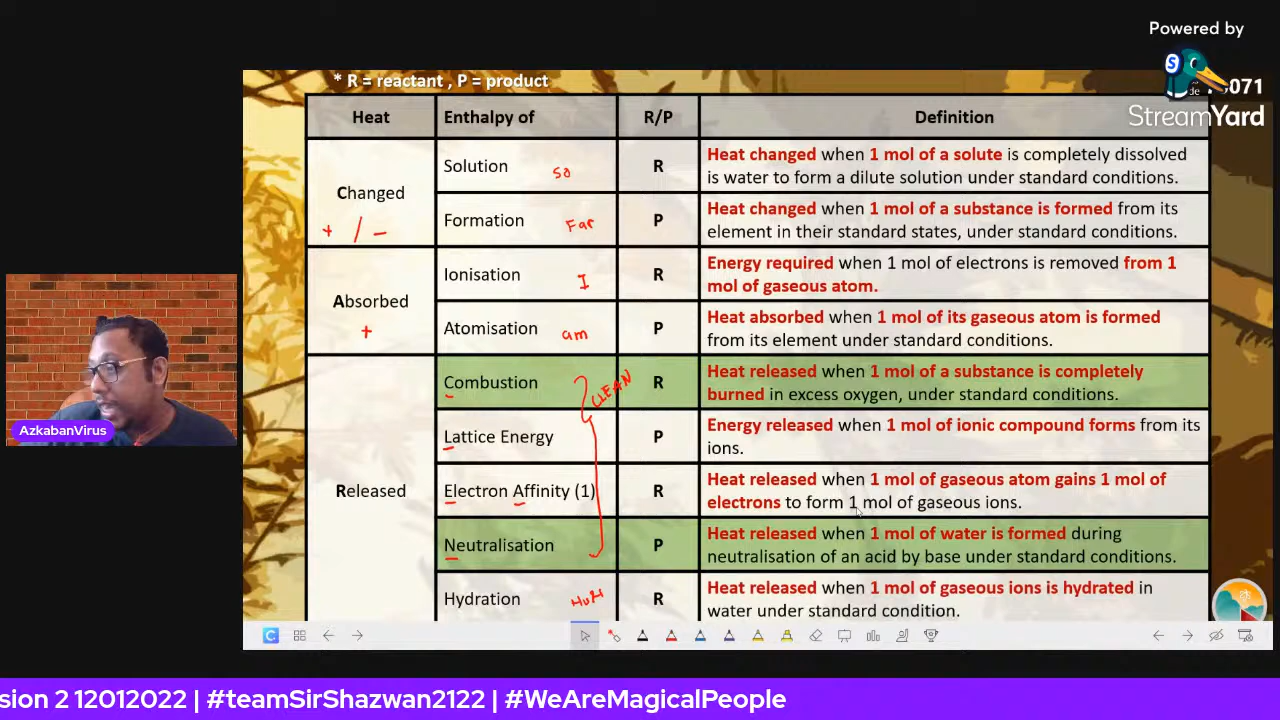 Powered by
StreamYard
* R = reactant , P = product
Heat
Enthalpy of
R/P
Definition
Changed
+ / -
Solution
so
R
Heat changed when 1 mol of a solute is completely dissolved
is water to form a dilute solution under standard conditions.
Formation
Far
P
Heat changed when 1 mol of a substance is formed from its
element in their standard states, under standard conditions.
Absorbed
+
Ionisation
I
R
Energy required when 1 mol of electrons is removed from 1
mol of gaseous atom.
Atomisation
am
P
Heat absorbed when 1 mol of its gaseous atom is formed
from its element under standard conditions.
Released
Combustion
CLEAN
R
Heat released when 1 mol of a substance is completely
burned in excess oxygen, under standard conditions.
Lattice Energy
P
Energy released when 1 mol of ionic compound forms from its
ions.
Electron Affinity (1)
R
Heat released when 1 mol of gaseous atom gains 1 mol of
electrons to form 1 mol of gaseous ions.
Neutralisation
P
Heat released when 1 mol of water is formed during
neutralisation of an acid by base under standard conditions.
Hydration
R
Heat released when 1 mol of gaseous ions is hydrated in
water under standard condition.
AzkabanVirus
sion 2 12012022 | #teamSirShazwan2122 | #WeAreMagicalPeople